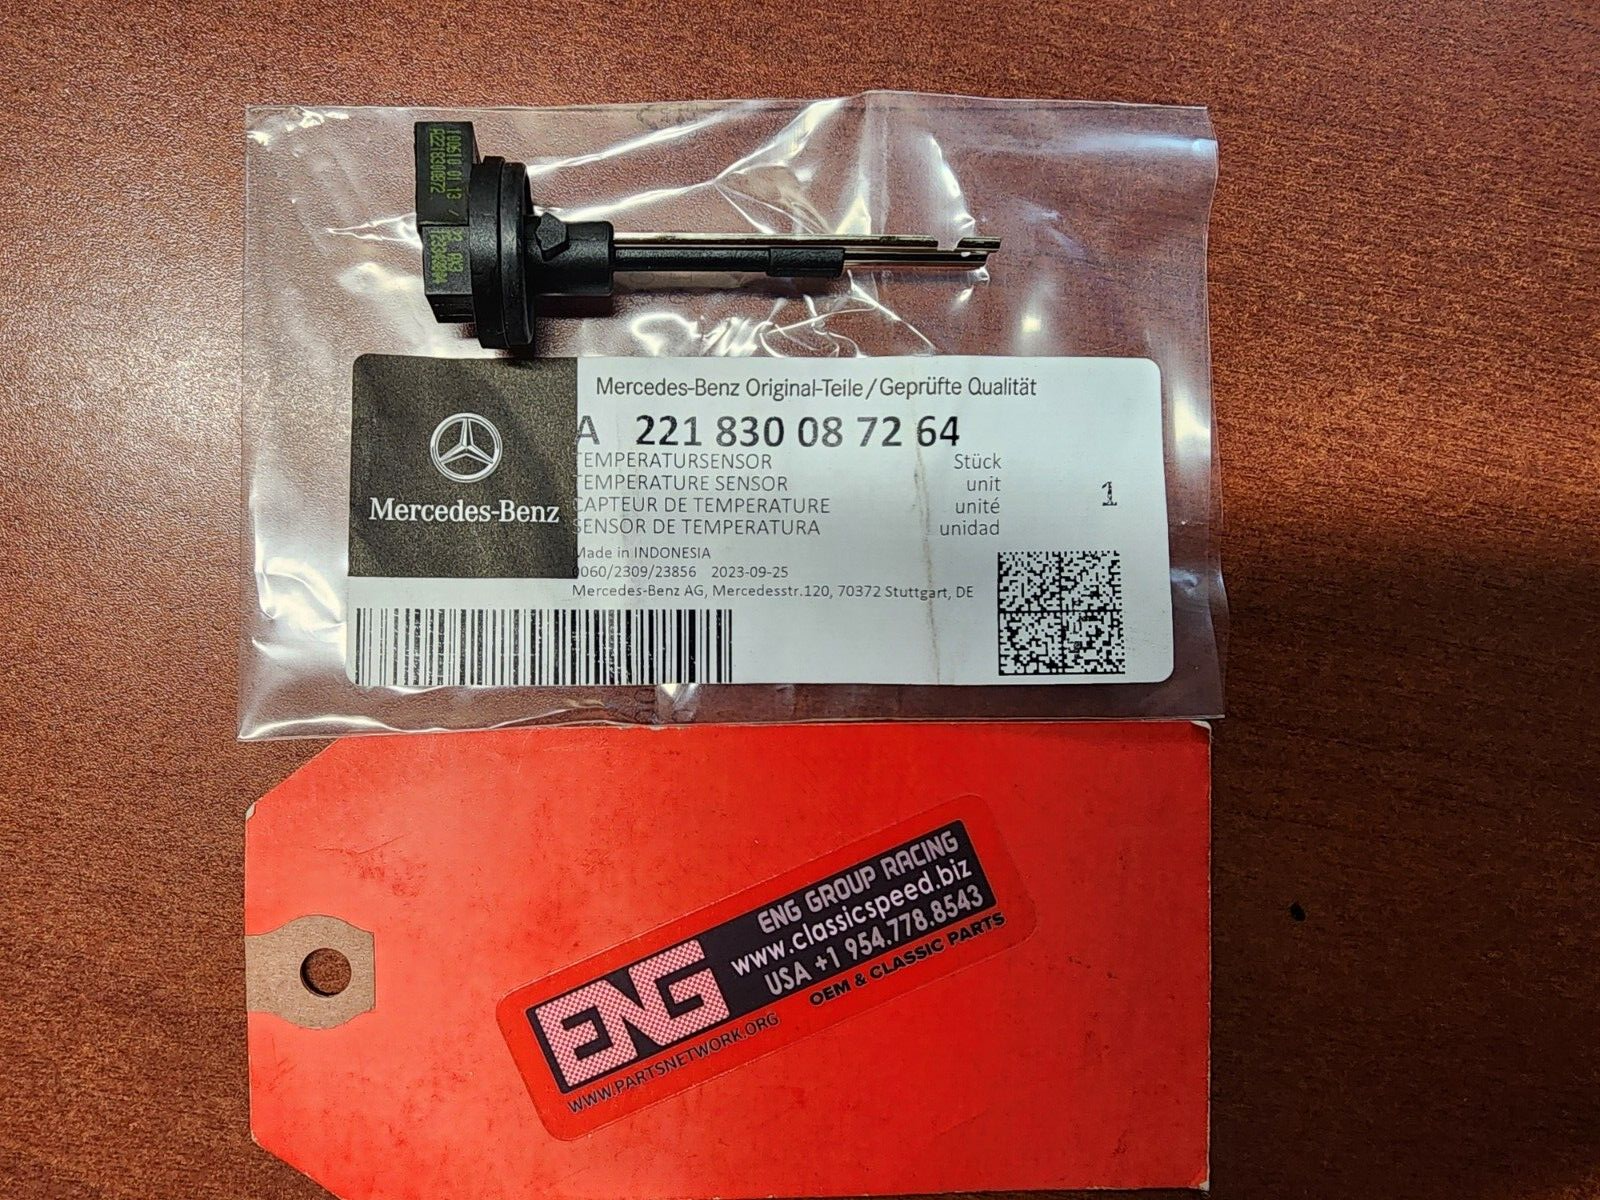 A2218300872
Mercedes-Benz Original-Teile/Geprüfte Qualität
A 221 830 08 72 64
TEMPERATURSENSOR Stück
TEMPERATURE SENSOR unit
CAPTEUR DE TEMPERATURE unité
SENSOR DE TEMPERATURA unidad
1
Mercedes-Benz
Made in INDONESIA
0060/2309/23856 2023-09-25
Mercedes-Benz AG, Mercedesstr.120, 70372 Stuttgart, DE
ENG GROUP RACING
www.classicspeed.biz
USA +1 954.778.8543
OEM & CLASSIC PARTS
ENG
WWW.PARTSNETWORK.ORG